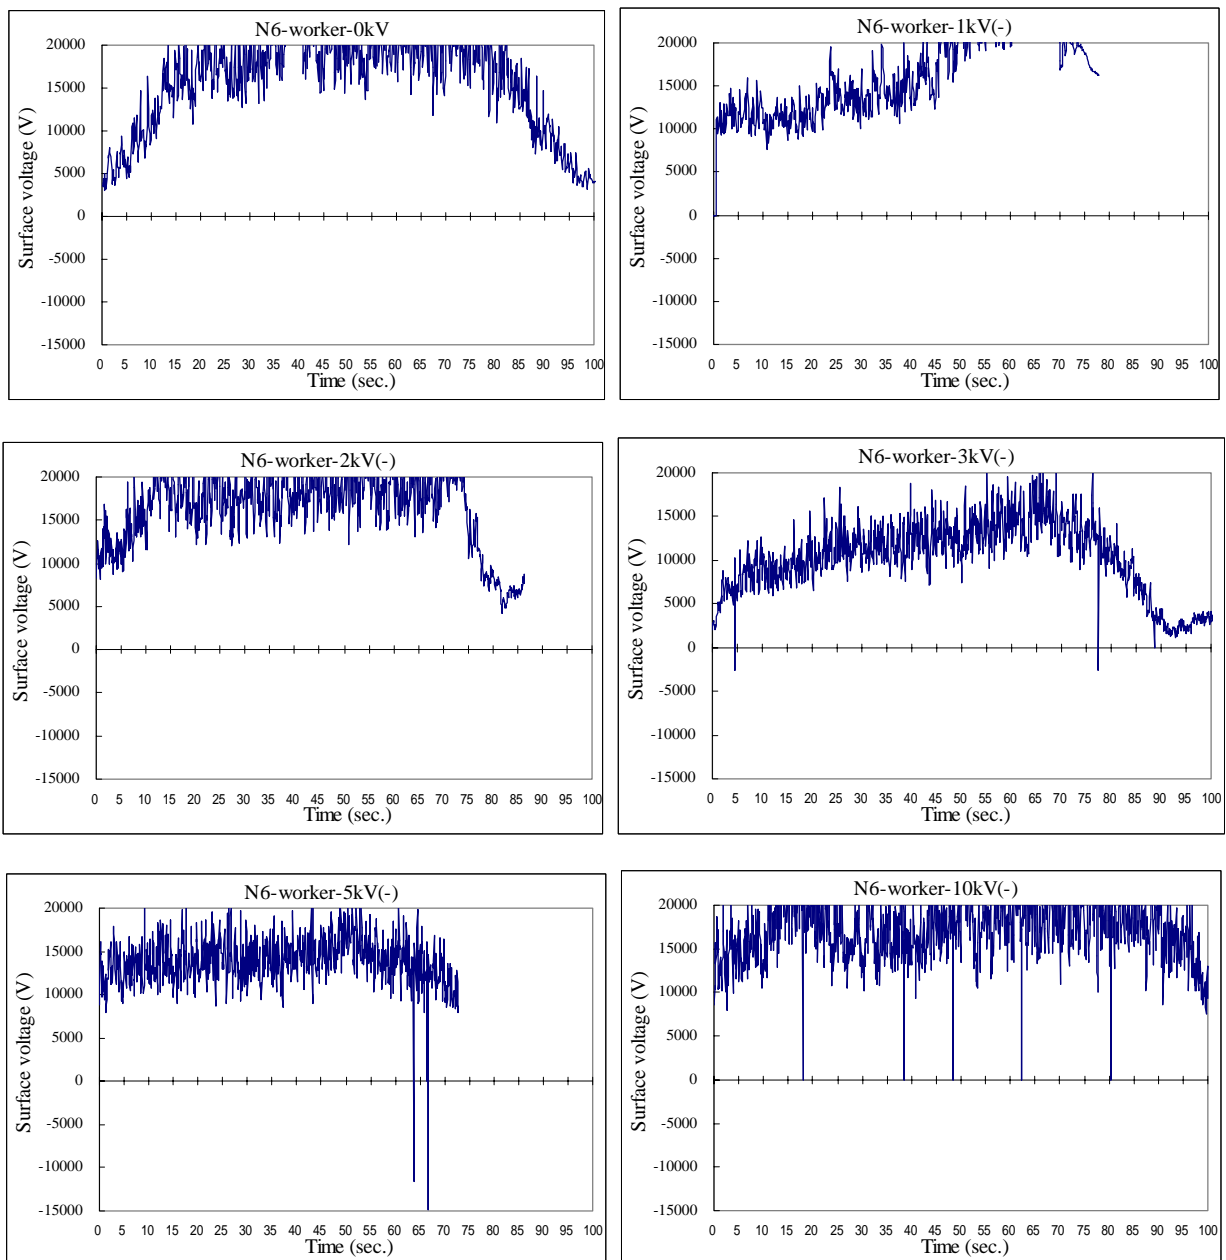 N6-worker-0kV
20000
15000
10000
5000
0
-5000
-10000
-15000
Surface voltage (V)
0 5 10 15 20 25 30 35 40 45 50 55 60 65 70 75 80 85 90 95 100
Time (sec.)
N6-worker-1kV(-)
20000
15000
10000
5000
0
-5000
-10000
-15000
Surface voltage (V)
0 5 10 15 20 25 30 35 40 45 50 55 60 65 70 75 80 85 90 95 100
Time (sec.)
N6-worker-2kV(-)
20000
15000
10000
5000
0
-5000
-10000
-15000
Surface voltage (V)
0 5 10 15 20 25 30 35 40 45 50 55 60 65 70 75 80 85 90 95 100
Time (sec.)
N6-worker-3kV(-)
20000
15000
10000
5000
0
-5000
-10000
-15000
Surface voltage (V)
0 5 10 15 20 25 30 35 40 45 50 55 60 65 70 75 80 85 90 95 100
Time (sec.)
N6-worker-5kV(-)
20000
15000
10000
5000
0
-5000
-10000
-15000
Surface voltage (V)
0 5 10 15 20 25 30 35 40 45 50 55 60 65 70 75 80 85 90 95 100
Time (sec.)
N6-worker-10kV(-)
20000
15000
10000
5000
0
-5000
-10000
-15000
Surface voltage (V)
0 5 10 15 20 25 30 35 40 45 50 55 60 65 70 75 80 85 90 95 100
Time (sec.)